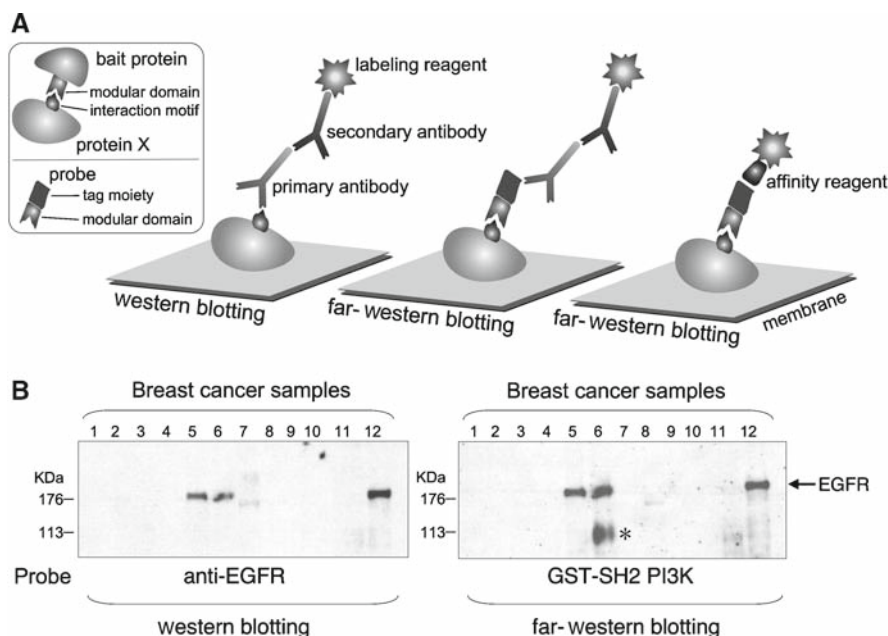 A
bait protein
modular domain
interaction motif
protein X
probe
tag moiety
modular domain
labeling reagent
secondary antibody
primary antibody
affinity reagent
western blotting
far- western blotting
far-western blotting
membrane
B
Breast cancer samples
1 2 3 4 5 6 7 8 9 10 11 12
KDa
176
113
Probe
anti-EGFR
western blotting
Breast cancer samples
1 2 3 4 5 6 7 8 9 10 11 12
KDa
176
113
*
EGFR
GST-SH2 PI3K
far- western blotting